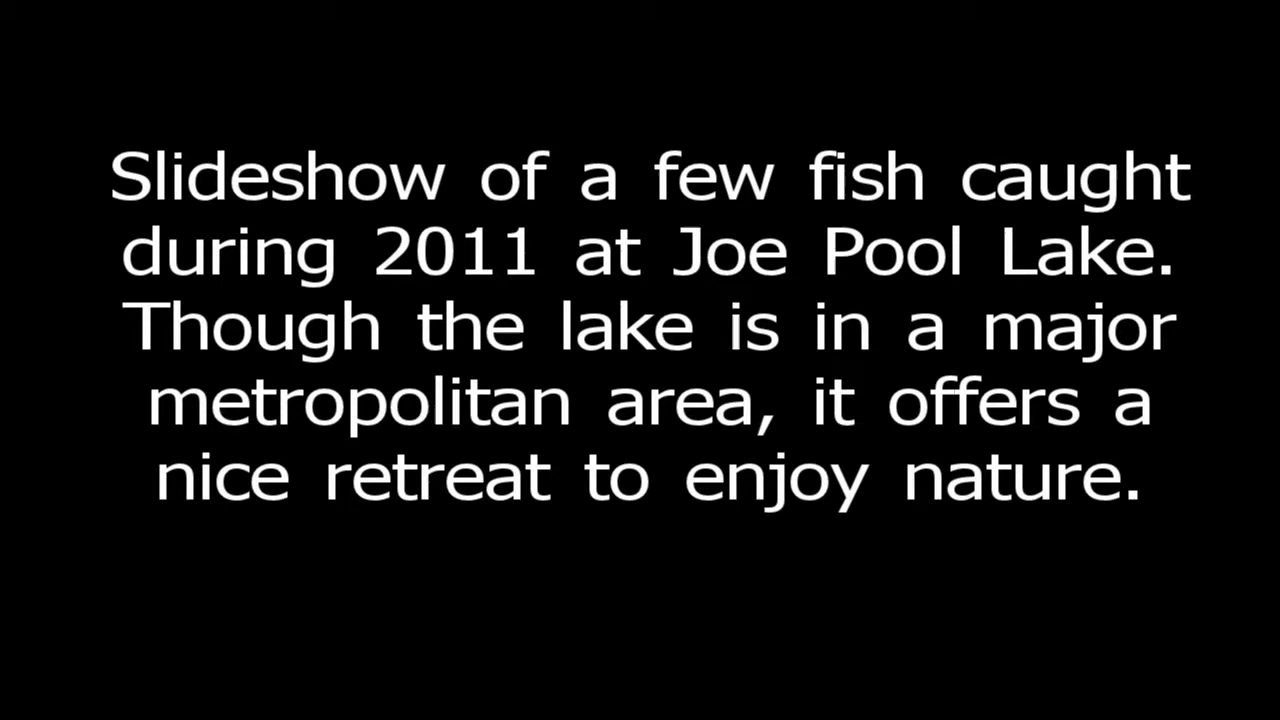 Slideshow of a few fish caught
during 2011 at Joe Pool Lake.
Though the lake is in a major
metropolitan area, it offers a
nice retreat to enjoy nature.